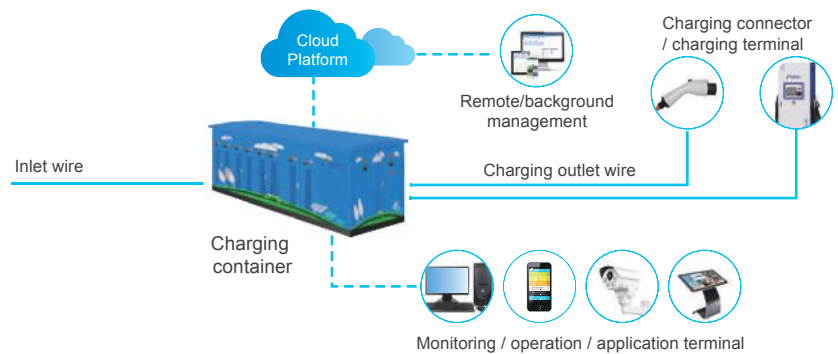 Cloud
Platform
Remote/background
management
Charging connector
/ charging terminal
Inlet wire
Charging outlet wire
Charging
container
Monitoring / operation / application terminal